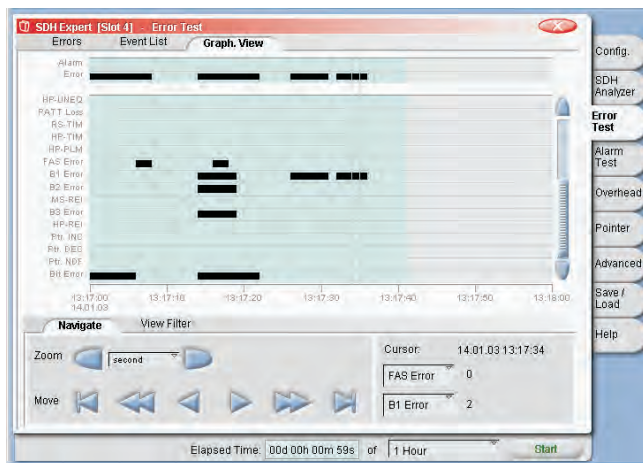 SDH Expert [Slot 4] - Error Test
Errors Event List Graph. View
Alarm
Error
HP-UNEQ
PATT Loss
RS-TIM
HP-TIM
HP-PLM
FAS Error
B1 Error
B2 Error
MS-REI
B3 Error
HP-REI
Ptr. INC
Ptr. DEC
Ptr. NDF
Bit Error
13:17:00 13:17:10 13:17:20 13:17:30 13:17:40 13:17:50 13:18:00
14.01.03
Navigate View Filter
Zoom second
Move
Cursor: 14.01.03 13:17:34
FAS Error 0
B1 Error 2
Elapsed Time: 00d 00h 00m 59s of 1 Hour Start
Config.
SDH
Analyzer
Error
Test
Alarm
Test
Overhead
Pointer
Advanced
Save /
Load
Help